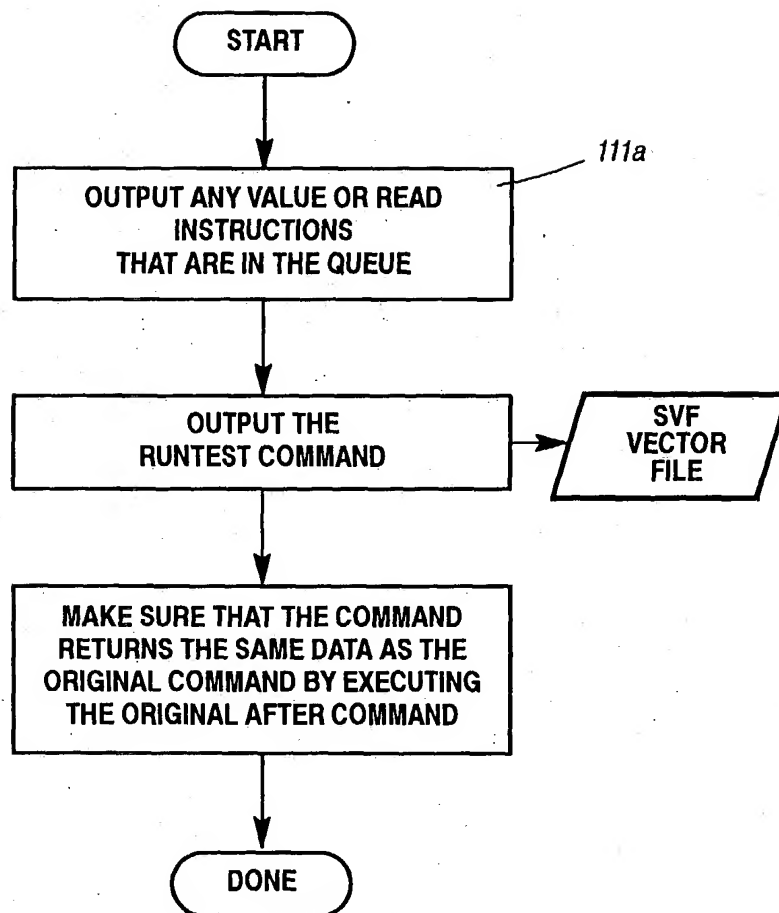 START
111a
OUTPUT ANY VALUE OR READ
INSTRUCTIONS
THAT ARE IN THE QUEUE
OUTPUT THE
RUNTEST COMMAND
SVF
VECTOR
FILE
MAKE SURE THAT THE COMMAND
RETURNS THE SAME DATA AS THE
ORIGINAL COMMAND BY EXECUTING
THE ORIGINAL AFTER COMMAND
DONE